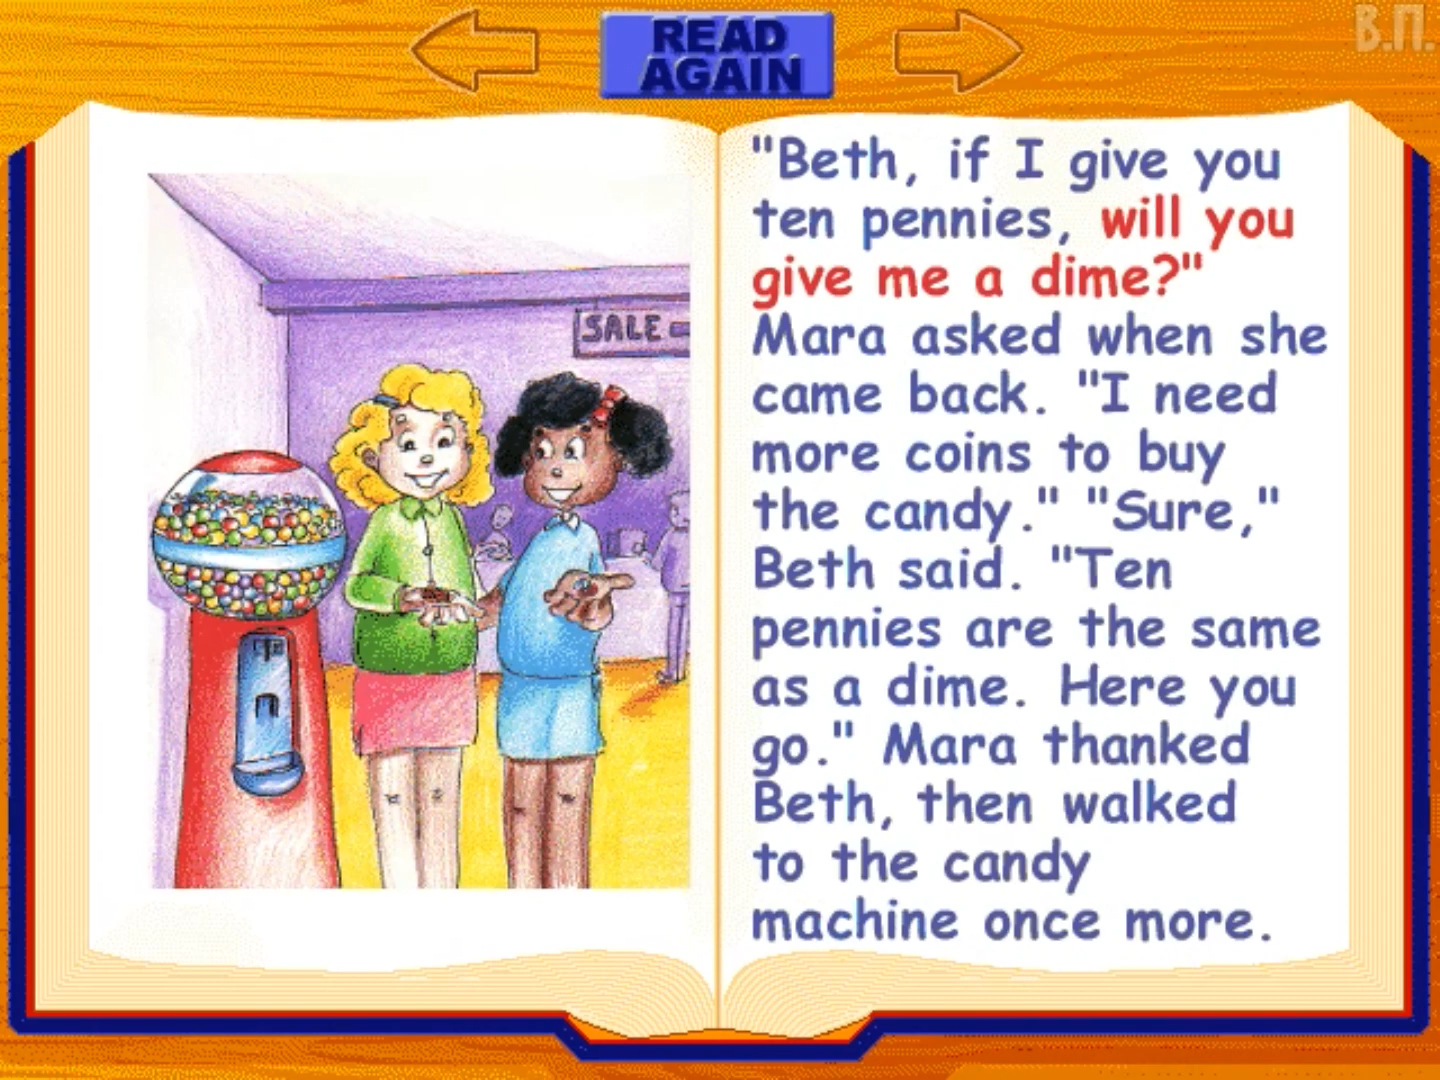 READ
AGAIN
В.П.
"Beth, if I give you
ten pennies, will you
give me a dime?"
Mara asked when she
came back. "I need
more coins to buy
the candy." "Sure,"
Beth said. "Ten
pennies are the same
as a dime. Here you
go." Mara thanked
Beth, then walked
to the candy
machine once more.
SALE